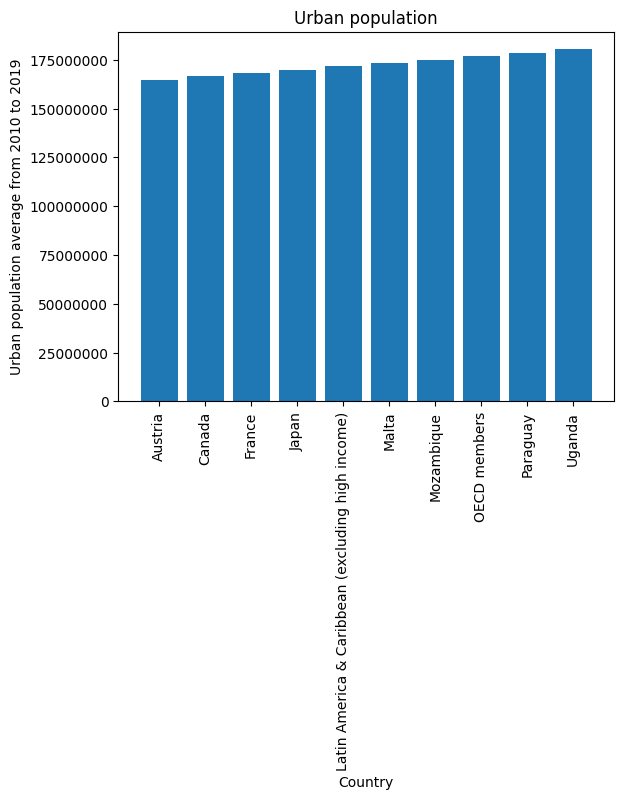 Urban population
Urban population average from 2010 to 2019
175000000
150000000
125000000
100000000
75000000
50000000
25000000
0
Austria
Canada
France
Japan
Latin America & Caribbean (excluding high income)
Malta
Mozambique
OECD members
Paraguay
Uganda
Country